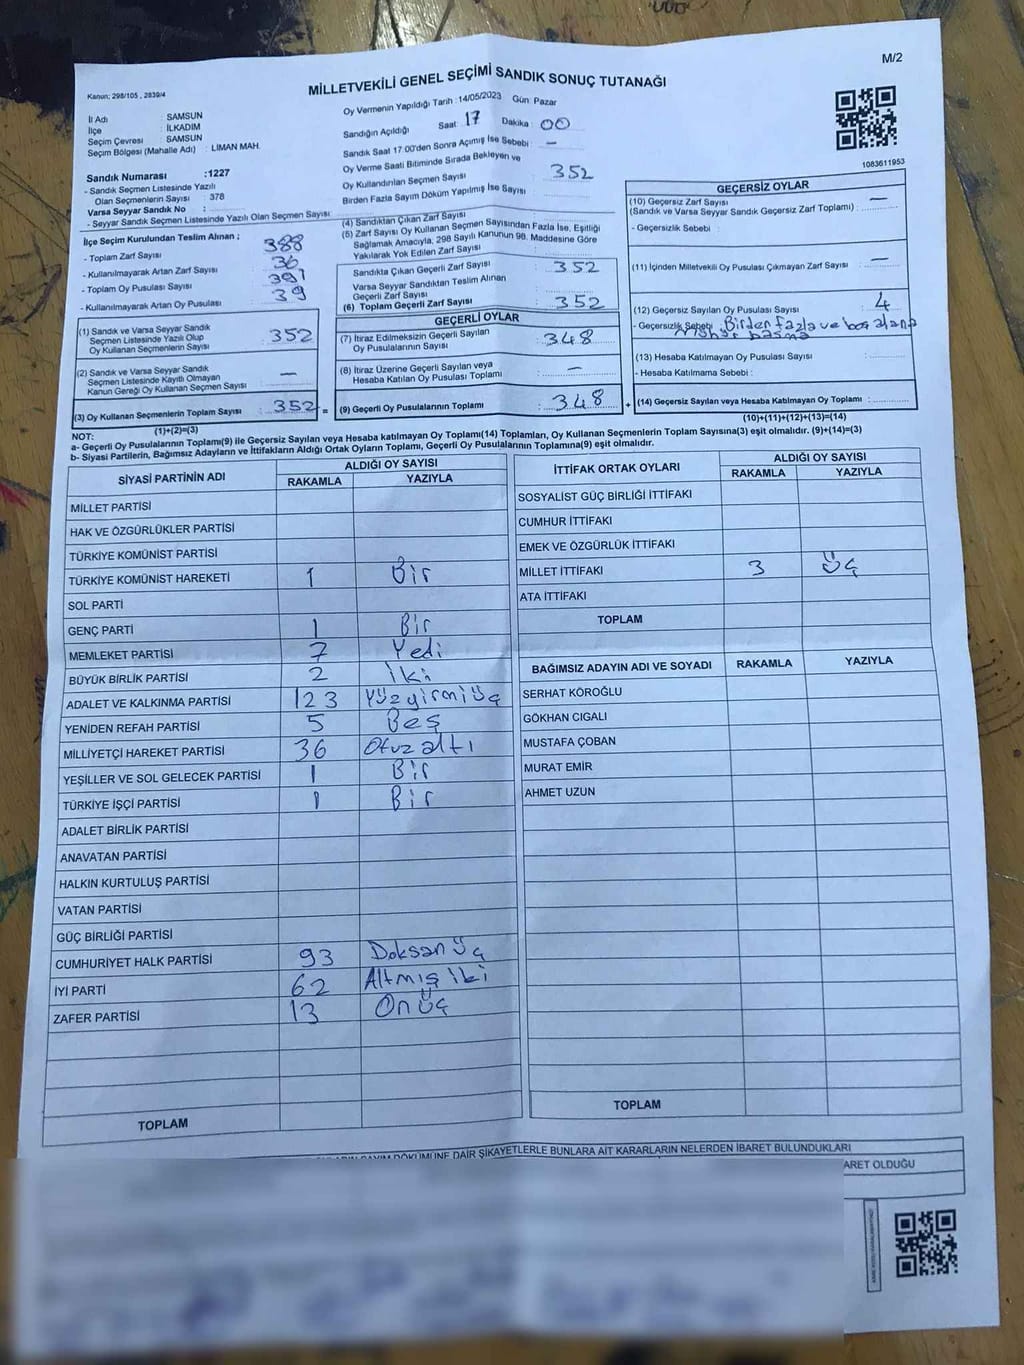 M/2
MİLLETVEKİLİ GENEL SEÇİMİ SANDIK SONUÇ TUTANAĞI
Kanun; 298/105 , 2839/4
İl Adı : SAMSUN
İlçe : İLKADIM
Seçim Çevresi : SAMSUN
Seçim Bölgesi (Mahalle Adı) : LİMAN MAH.
Sandık Numarası :1227
- Sandık Seçmen Listesinde Yazılı
Olan Seçmenlerin Sayısı : 378
Varsa Seyyar Sandık No :
- Seyyar Sandık Seçmen Listesinde Yazılı Olan Seçmen Sayısı:
Oy Vermenin Yapıldığı Tarih :14/05/2023 Gün Pazar
Sandığın Açıldığı Saat: 17 Dakika: 00
Sandık Saat 17:00'den Sonra Açımış İse Sebebi : -
Oy Verme Saati Bitiminde Sırada Bekleyen ve
Oy Kullandırılan Seçmen Sayısı : 352
Birden Fazla Sayım Döküm Yapılmış İse Sayısı
1083611953
İlçe Seçim Kurulundan Teslim Alınan ;
- Toplam Zarf Sayısı : 388
- Kullanılmayarak Artan Zarf Sayısı : 36
- Toplam Oy Pusulası Sayısı : 391
- Kullanılmayarak Artan Oy Pusulası : 39
(1) Sandık ve Varsa Seyyar Sandık
Seçmen Listesinde Yazılı Olup
Oy Kullanan Seçmenlerin Sayısı : 352
(2) Sandık ve Varsa Seyyar Sandık
Seçmen Listesinde Kayıtlı Olmayan
Kanun Gereği Oy Kullanan Seçmen Sayısı : —
(3) Oy Kullanan Seçmenlerin Toplam Sayısı : 352 =
(1)+(2)=(3)
(4) Sandıktan Çıkan Zarf Sayısı
(5) Zarf Sayısı Oy Kullanan Seçmen Sayısından Fazla İse, Eşitliği
Sağlamak Amacıyla, 298 Sayılı Kanunun 98. Maddesine Göre
Yakılarak Yok Edilen Zarf Sayısı
Sandıkta Çıkan Geçerli Zarf Sayısı : 352
Varsa Seyyar Sandıktan Teslim Alınan
Geçerli Zarf Sayısı
(6) Toplam Geçerli Zarf Sayısı : 352
GEÇERLİ OYLAR
(7) İtiraz Edilmeksizin Geçerli Sayılan
Oy Pusulalarının Sayısı : 348
(8) İtiraz Üzerine Geçerli Sayılan veya
Hesaba Katılan Oy Pusulası Toplamı : —
(9) Geçerli Oy Pusulalarının Toplamı : 348 +
GEÇERSİZ OYLAR
(10) Geçersiz Zarf Sayısı
(Sandık ve Varsa Seyyar Sandık Geçersiz Zarf Toplamı) : —
- Geçersizlik Sebebi :
(11) İçinden Milletvekili Oy Pusulası Çıkmayan Zarf Sayısı : —
(12) Geçersiz Sayılan Oy Pusulası Sayısı : 4
- Geçersizlik Sebebi : Birden fazla ve boş alana
mühür basma
(13) Hesaba Katılmayan Oy Pusulası Sayısı :
- Hesaba Katılmama Sebebi :
(14) Geçersiz Sayılan veya Hesaba Katılmayan Oy Toplamı :
(10)+(11)+(12)+(13)=(14)
NOT:
a- Geçerli Oy Pusulalarının Toplamı(9) ile Geçersiz Sayılan veya Hesaba katılmayan Oy Toplamı(14) Toplamları, Oy Kullanan Seçmenlerin Toplam Sayısına(3) eşit olmalıdır. (9)+(14)=(3)
b- Siyasi Partilerin, Bağımsız Adayların ve İttifakların Aldığı Ortak Oyların Toplamı, Geçerli Oy Pusulalarının Toplamına(9) eşit olmalıdır.
SİYASİ PARTİNİN ADI ALDIĞI OY SAYISI
RAKAMLA YAZIYLA
MİLLET PARTİSİ
HAK VE ÖZGÜRLÜKLER PARTİSİ
TÜRKİYE KOMÜNİST PARTİSİ
TÜRKİYE KOMÜNİST HAREKETİ 1 Bir
SOL PARTİ
GENÇ PARTİ 1 Bir
MEMLEKET PARTİSİ 7 Yedi
BÜYÜK BİRLİK PARTİSİ 2 İki
ADALET VE KALKINMA PARTİSİ 123 Yüzyirmiüç
YENİDEN REFAH PARTİSİ 5 Beş
MİLLİYETÇİ HAREKET PARTİSİ 36 Otuzaltı
YEŞİLLER VE SOL GELECEK PARTİSİ 1 Bir
TÜRKİYE İŞÇİ PARTİSİ 1 Bir
ADALET BİRLİK PARTİSİ
ANAVATAN PARTİSİ
HALKIN KURTULUŞ PARTİSİ
VATAN PARTİSİ
GÜÇ BİRLİĞİ PARTİSİ
CUMHURİYET HALK PARTİSİ 93 Doksan üç
İYİ PARTİ 62 Altmış iki
ZAFER PARTİSİ 13 Onüç
TOPLAM
İTTİFAK ORTAK OYLARI ALDIĞI OY SAYISI
RAKAMLA YAZIYLA
SOSYALİST GÜÇ BİRLİĞİ İTTİFAKI
CUMHUR İTTİFAKI
EMEK VE ÖZGÜRLÜK İTTİFAKI
MİLLET İTTİFAKI 3 Üç
ATA İTTİFAKI
TOPLAM
BAĞIMSIZ ADAYIN ADI VE SOYADI RAKAMLA YAZIYLA
SERHAT KÖROĞLU
GÖKHAN CIGALI
MUSTAFA ÇOBAN
MURAT EMİR
AHMET UZUN
TOPLAM
DÖKÜMÜNE DAİR ŞİKAYETLERLE BUNLARA AİT KARARLARIN NELERDEN İBARET BULUNDUKLARI
ARET OLDUĞU